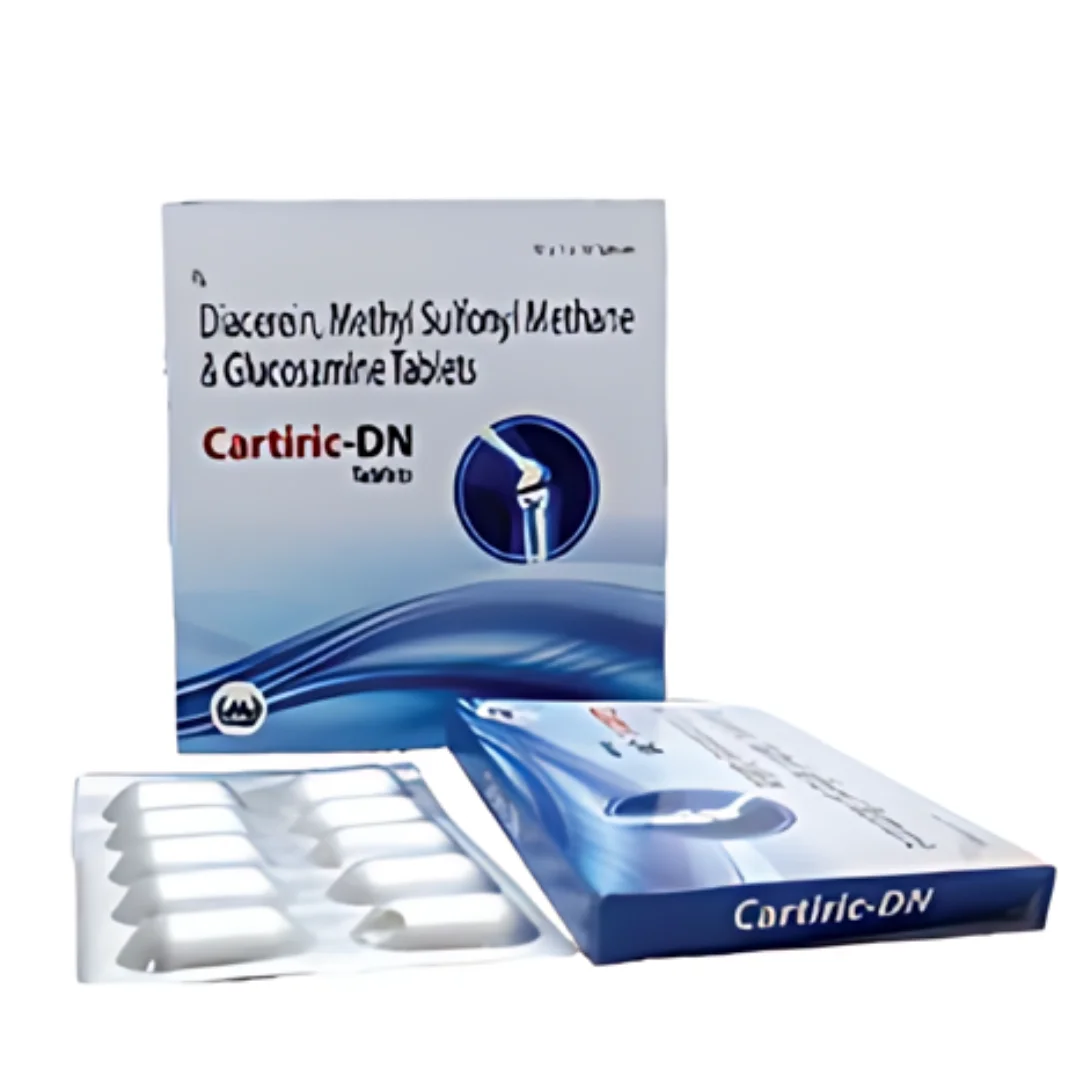 Diacerein, Methyl Sulfonyl Methane
& Glucosamine Tablets
Cartiric-DN
Tablets
Cartiric-DN